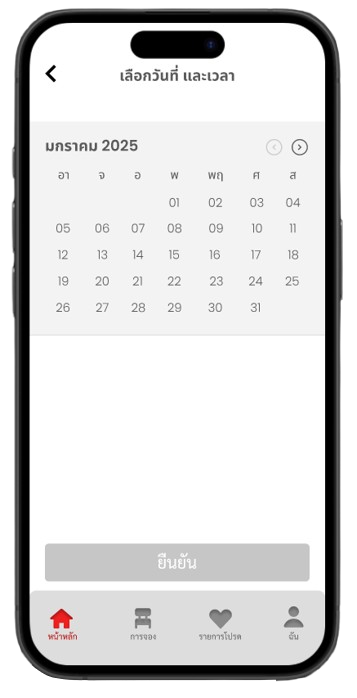 เลือกวันที่ และเวลา
มกราคม 2025
อา จ อ พ พฤ ศ ส
01 02 03 04
05 06 07 08 09 10 11
12 13 14 15 16 17 18
19 20 21 22 23 24 25
26 27 28 29 30 31
ยืนยัน
หน้าหลัก การจอง รายการโปรด ฉัน